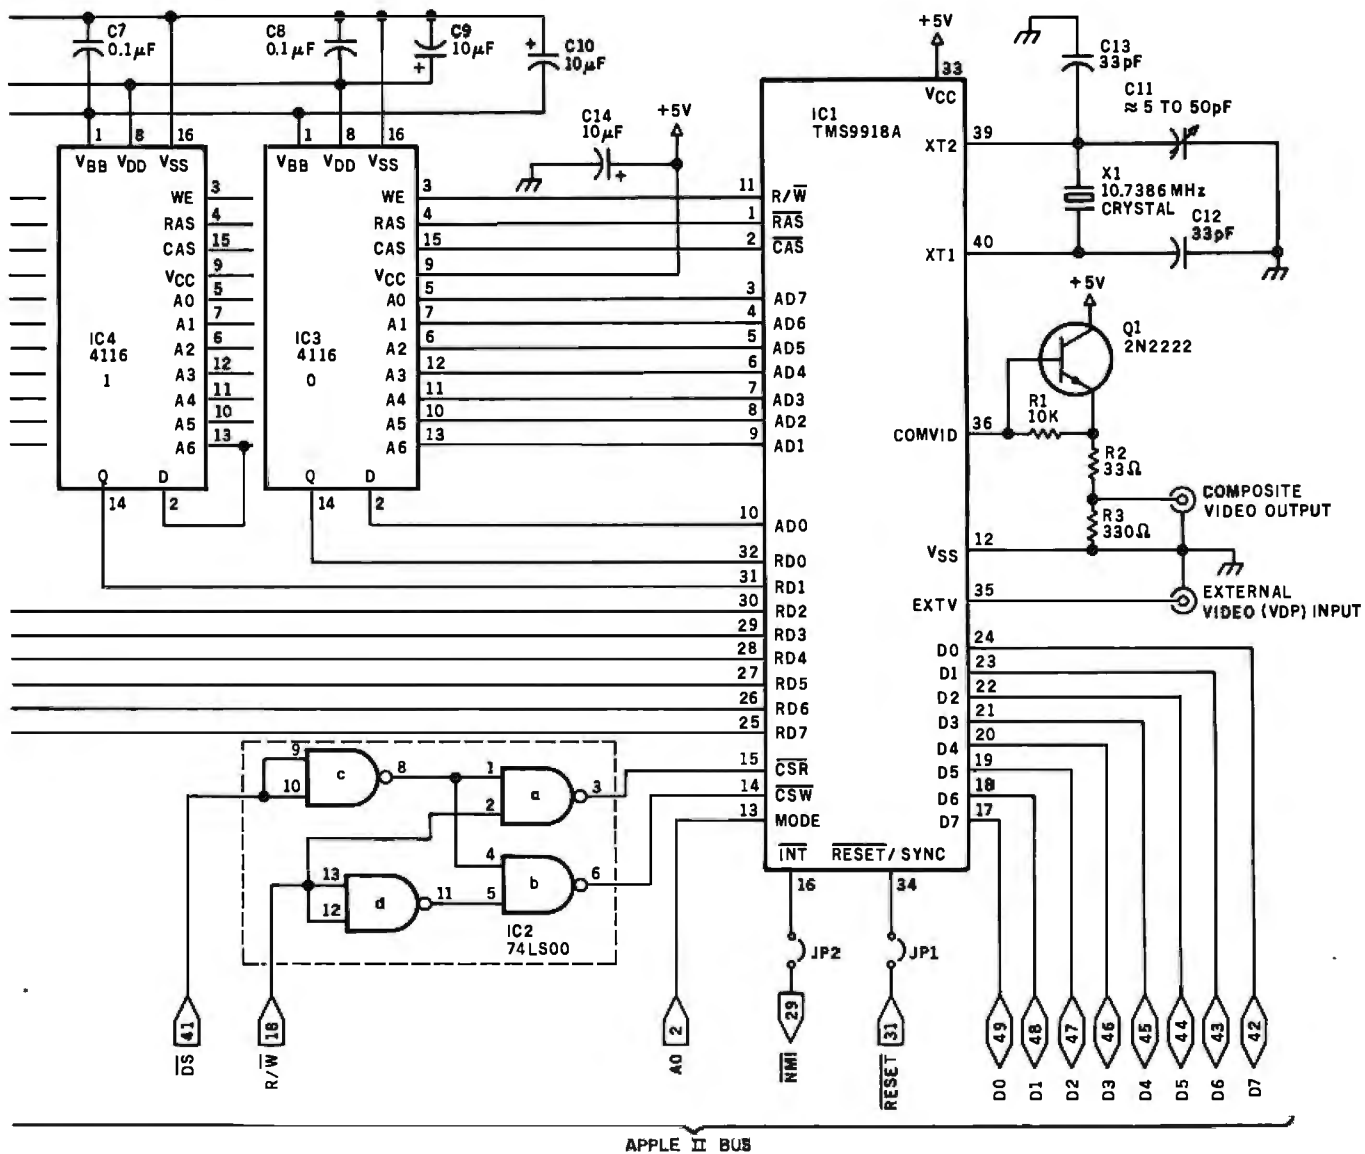 C7
0.1µF
C8
0.1µF
C9
10µF
+
+
C10
10µF
1
8
16
VBB
VDD
VSS
WE
3
RAS
4
CAS
15
VCC
9
A0
5
A1
7
A2
6
A3
12
A4
11
A5
10
A6
13
IC4
4116
1
Q
D
14
2
1
8
16
VBB
VDD
VSS
WE
3
RAS
4
CAS
15
VCC
9
A0
5
A1
7
A2
6
A3
12
A4
11
A5
10
A6
13
IC3
4116
0
Q
D
14
2
C14
10µF
+
+5V
+5V
33
VCC
IC1
TMS9918A
11
R/W
1
RAS
2
CAS
3
AD7
4
AD6
5
AD5
6
AD4
7
AD3
8
AD2
9
AD1
10
AD0
32
RD0
31
RD1
30
RD2
29
RD3
28
RD4
27
RD5
26
RD6
25
RD7
15
CSR
14
CSW
13
MODE
INT
RESET/SYNC
16
34
XT2
39
XT1
40
COMVID
36
VSS
12
EXTV
35
D0
24
D1
23
D2
22
D3
21
D4
20
D5
19
D6
18
D7
17
C13
33pF
C11
≈ 5 TO 50pF
X1
10.7386MHz
CRYSTAL
C12
33pF
+5V
Q1
2N2222
R1
10K
R2
33Ω
R3
330Ω
COMPOSITE
VIDEO OUTPUT
EXTERNAL
VIDEO (VDP) INPUT
9
10
c
8
1
2
a
3
4
5
b
6
13
12
d
11
IC2
74LS00
JP2
JP1
41
DS
18
R/W
2
A0
29
NMI
31
RESET
49
D0
48
D1
47
D2
46
D3
45
D4
44
D5
43
D6
42
D7
APPLE II BUS